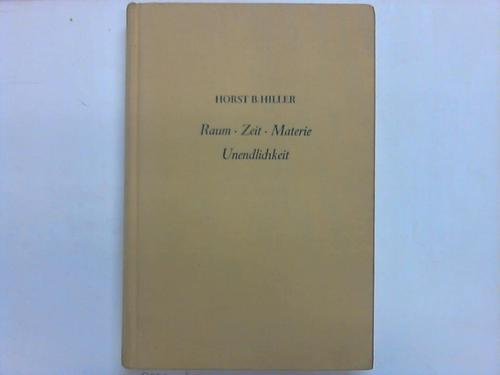 HORST B. HILLER
Raum · Zeit · Materie
Unendlichkeit